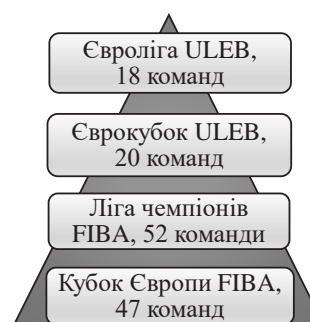 Євроліга ULEB,
18 команд
Єврокубок ULEB,
20 команд
Ліга чемпіонів
FIBA, 52 команди
Кубок Європи FIBA,
47 команд